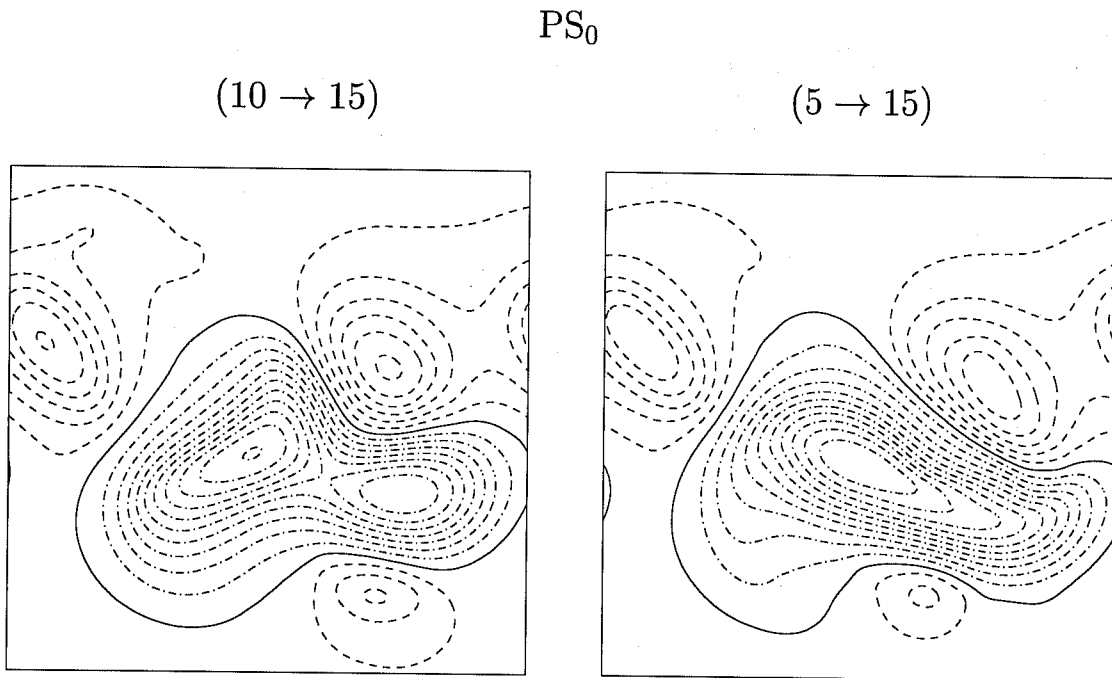 PS₀
(10 → 15)
(5 → 15)